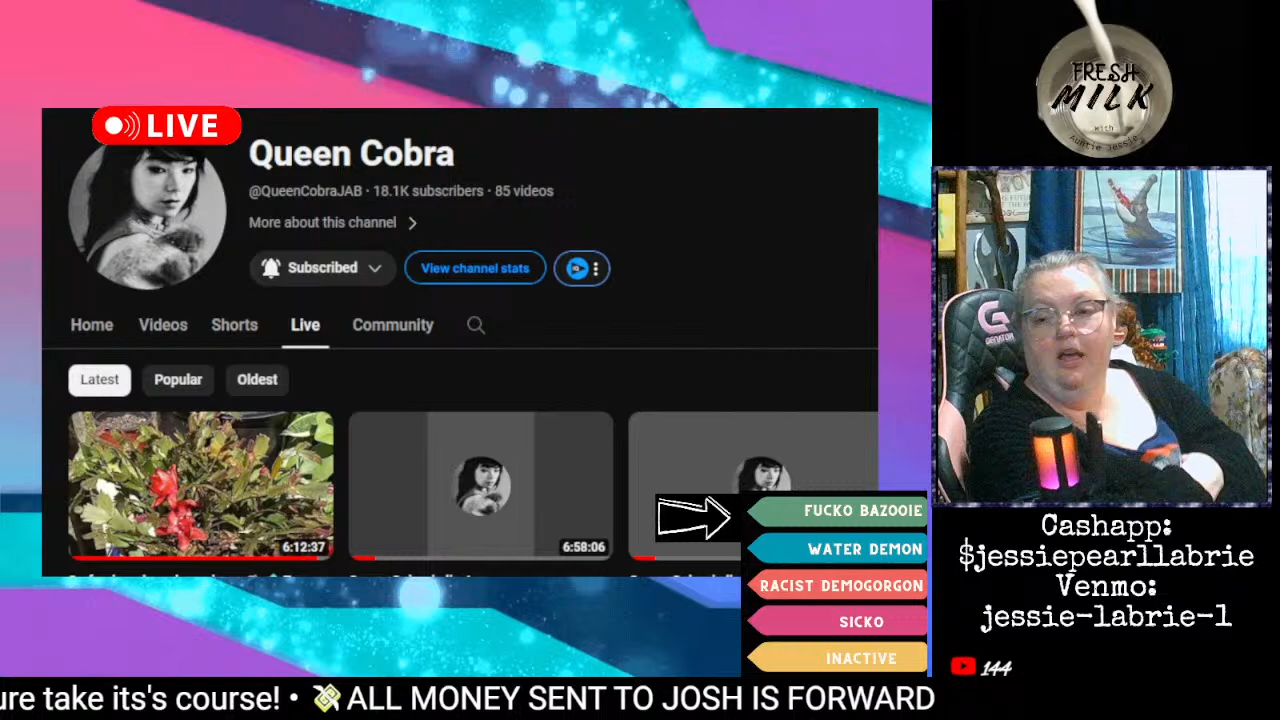 LIVE
Queen Cobra
@QueenCobraJAB · 18.1K subscribers · 85 videos
More about this channel
Subscribed
View channel stats
Home
Videos
Shorts
Live
Community
Latest
Popular
Oldest
6:12:37
6:58:06
FUCKO BAZOOIE
WATER DEMON
RACIST DEMOGORGON
SICKO
INACTIVE
FRESH
MILK
with
Auntie Jessie
Cashapp:
$jessiepearllabrie
Venmo:
jessie-labrie-1
144
ure take its's course! • 💸 ALL MONEY SENT TO JOSH IS FORWARD